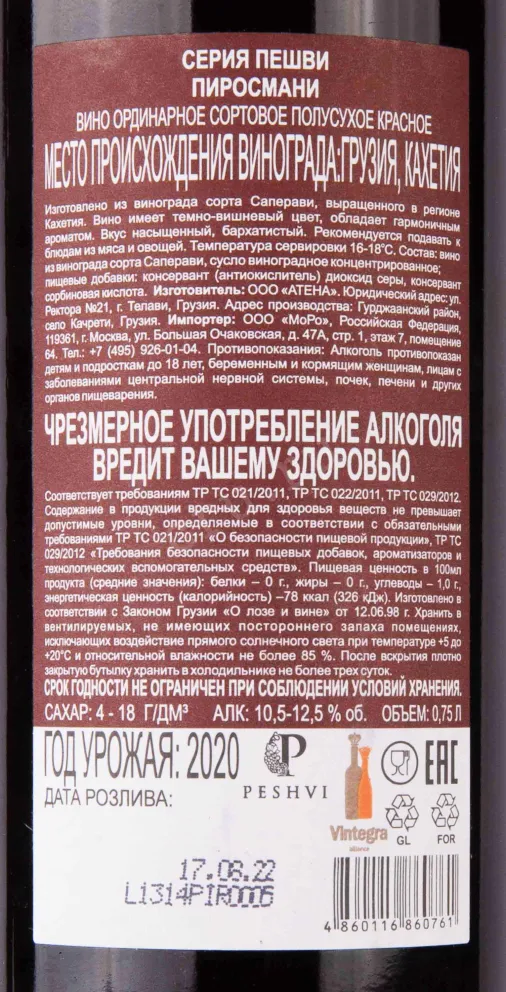 СЕРИЯ ПЕШВИ
ПИРОСМАНИ
ВИНО ОРДИНАРНОЕ СОРТОВОЕ ПОЛУСУХОЕ КРАСНОЕ
МЕСТО ПРОИСХОЖДЕНИЯ ВИНОГРАДА:ГРУЗИЯ, КАХЕТИЯ
Изготовлено из винограда сорта Саперави, выращенного в регионе
Кахетия. Вино имеет темно-вишневый цвет, обладает гармоничным
ароматом. Вкус насыщенный, бархатистый. Рекомендуется подавать к
блюдам из мяса и овощей. Температура сервировки 16-18°С. Состав: вино
из винограда сорта Саперави, сусло виноградное концентрированное;
пищевые добавки: консервант (антиокислитель) диоксид серы, консервант
сорбиновая кислота. Изготовитель: ООО «АТЕНА». Юридический адрес: ул.
Ректора №21, г. Телави, Грузия. Адрес производства: Гурджаанский район,
село Качрети, Грузия. Импортер: ООО «МоРо», Российская Федерация,
119361, г. Москва, ул. Большая Очаковская, д. 47А, стр. 1, этаж 7, помещение
64. Тел.: +7 (495) 926-01-04. Противопоказания: Алкоголь противопоказан
детям и подросткам до 18 лет, беременным и кормящим женщинам, лицам с
заболеваниями центральной нервной системы, почек, печени и других
органов пищеварения.
ЧРЕЗМЕРНОЕ УПОТРЕБЛЕНИЕ АЛКОГОЛЯ
ВРЕДИТ ВАШЕМУ ЗДОРОВЬЮ.
Соответствует требованиям ТР ТС 021/2011, ТР ТС 022/2011, ТР ТС 029/2012.
Содержание в продукции вредных для здоровья веществ не превышает
допустимые уровни, определяемые в соответствии с обязательными
требованиями ТР ТС 021/2011 «О безопасности пищевой продукции», ТР ТС
029/2012 «Требования безопасности пищевых добавок, ароматизаторов и
технологических вспомогательных средств». Пищевая ценность в 100мл
продукта (средние значения): белки – 0 г., жиры – 0 г., углеводы – 1,0 г.,
энергетическая ценность (калорийность) –78 ккал (326 кДж). Изготовлено в
соответствии с Законом Грузии «О лозе и вине» от 12.06.98 г. Хранить в
вентилируемых, не имеющих постороннего запаха помещениях,
исключающих воздействие прямого солнечного света при температуре +5 до
+20°С и относительной влажности не более 85 %. После вскрытия плотно
закрытую бутылку хранить в холодильнике не более трех суток.
СРОК ГОДНОСТИ НЕ ОГРАНИЧЕН ПРИ СОБЛЮДЕНИИ УСЛОВИЙ ХРАНЕНИЯ.
САХАР: 4 - 18 Г/ДМ³ АЛК: 10,5-12,5 % об. ОБЪЕМ: 0,75 Л
ГОД УРОЖАЯ: 2020
ДАТА РОЗЛИВА:
P
PESHVI
Vintegra
alliance
EAC
GL
FOR
17.08.22
L1314PIR0006
4 860116 860761